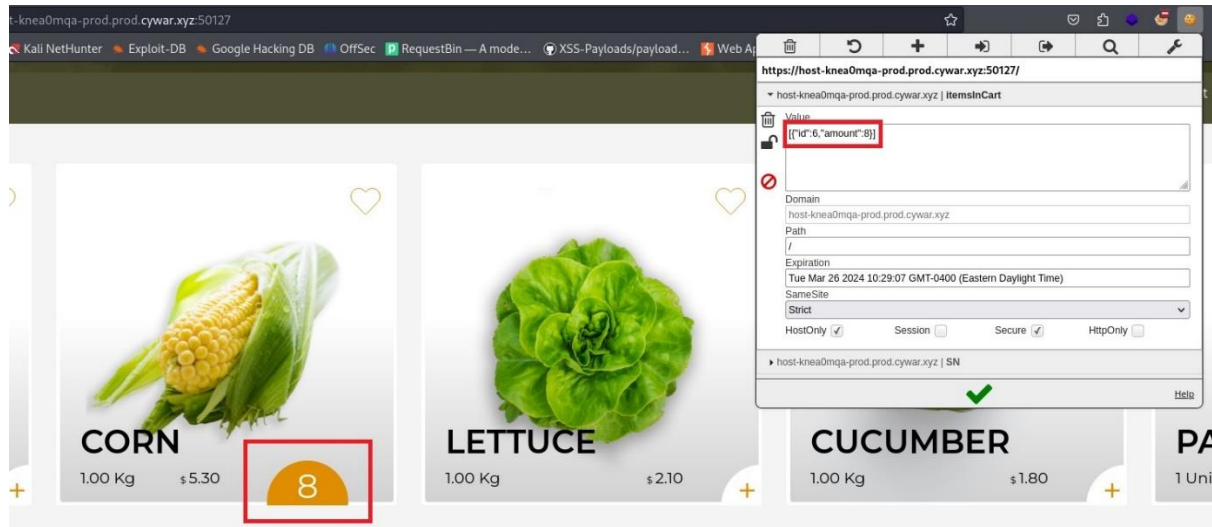 t-knea0mqa-prod.prod.cywar.xyz:50127
Kali NetHunter Exploit-DB Google Hacking DB OffSec RequestBin — A mode... XSS-Payloads/payload... Web Ap
https://host-knea0mqa-prod.prod.cywar.xyz:50127/
host-knea0mqa-prod.prod.cywar.xyz | itemsInCart
Value
[{"id":6,"amount":8}]
Domain
host-knea0mqa-prod.prod.cywar.xyz
Path
/
Expiration
Tue Mar 26 2024 10:29:07 GMT-0400 (Eastern Daylight Time)
SameSite
Strict
HostOnly Session Secure HttpOnly
host-knea0mqa-prod.prod.cywar.xyz | SN
Help
CORN
1.00 Kg $5.30 8
LETTUCE
1.00 Kg $2.10 +
CUCUMBER
1.00 Kg $1.80 +
PA
1 Uni